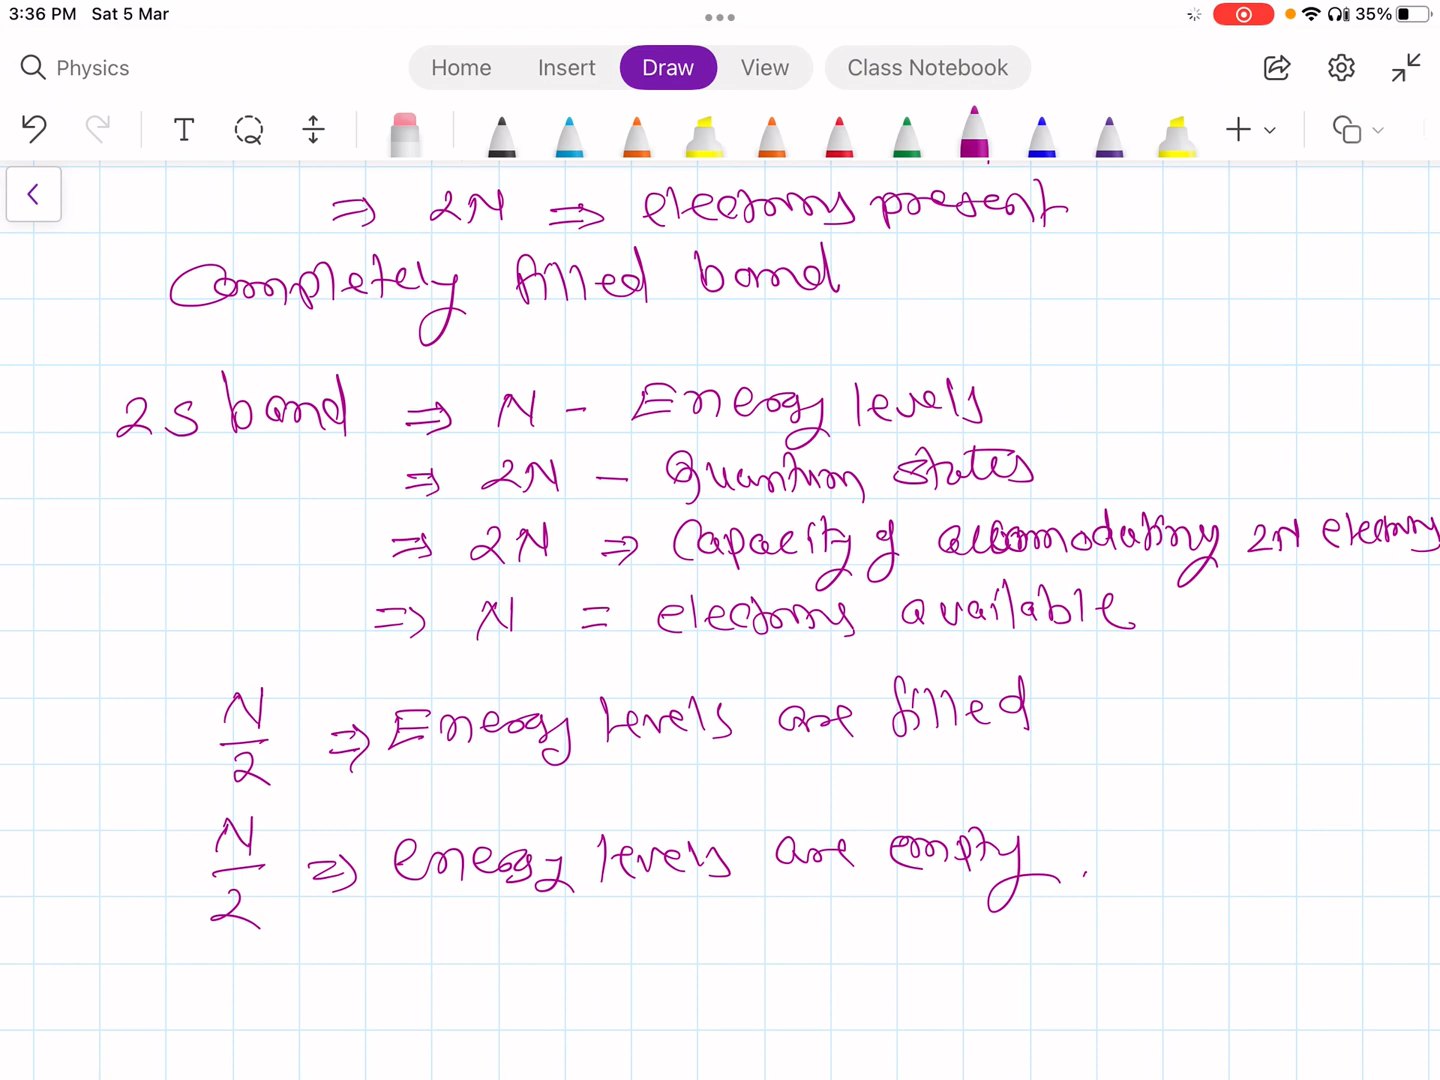 3:36 PM Sat 5 Mar 35%
Physics Home Insert Draw View Class Notebook
T
⇒ 2N ⇒ electrons present
Completely filled band
2S band ⇒ N - Energy levels
⇒ 2N - Quantum states
⇒ 2N ⇒ Capacity of accomodating 2N electrons
⇒ N = electrons available
N/2 ⇒ Energy levels are filled
N/2 ⇒ energy levels are empty.